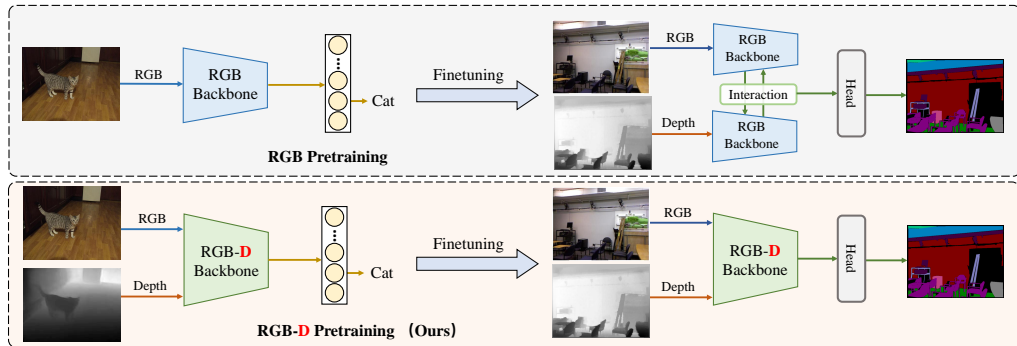 RGB
RGB
Backbone
Cat
RGB Pretraining
Finetuning
RGB
Depth
RGB
Backbone
Interaction
RGB
Backbone
Head
RGB
Depth
RGB-D
Backbone
Cat
RGB-D Pretraining (Ours)
Finetuning
RGB
Depth
RGB-D
Backbone
Head